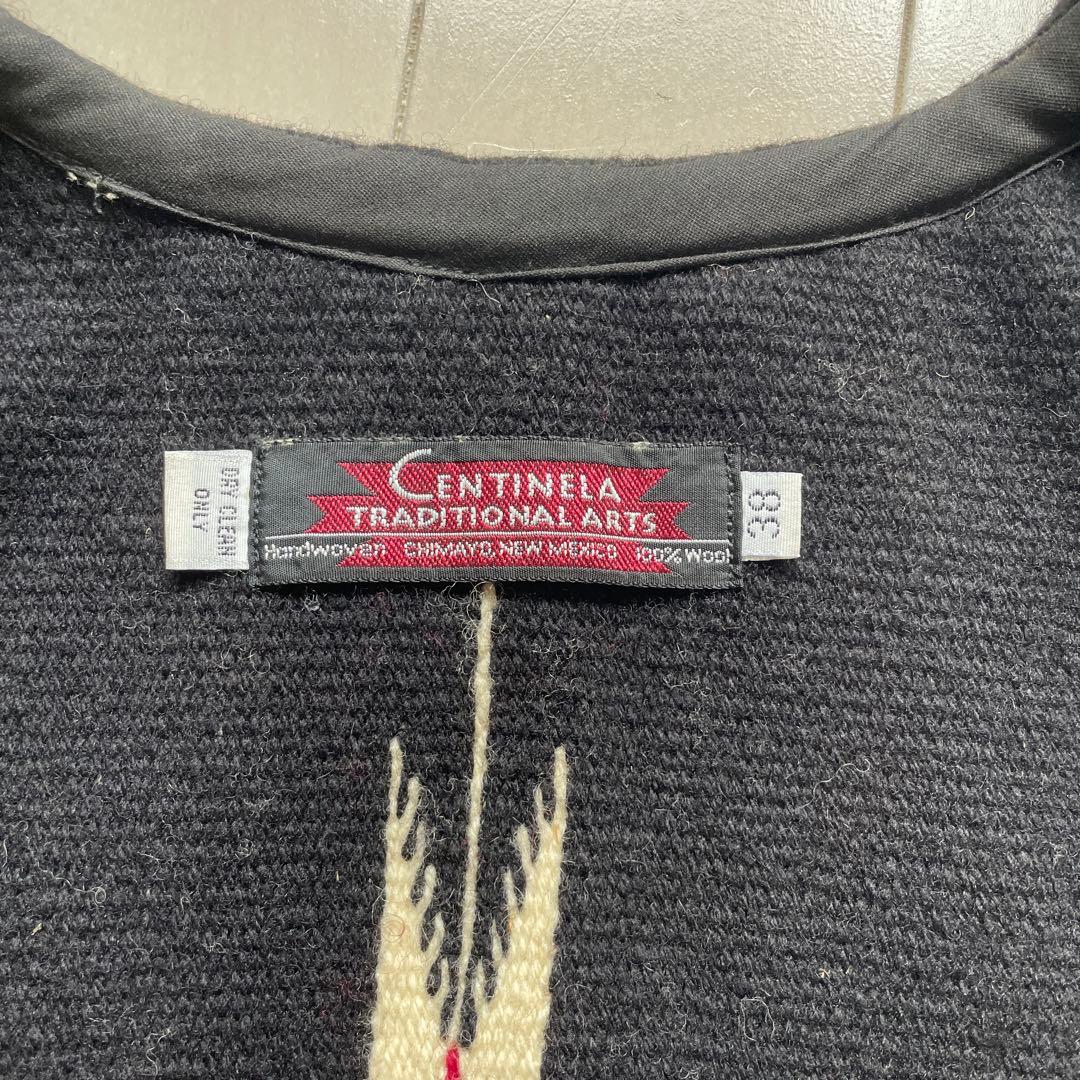 DRY CLEAN
ONLY
CENTINELA
TRADITIONAL ARTS
Handwoven CHIMAYO, NEW MEXICO 100% Wool
38